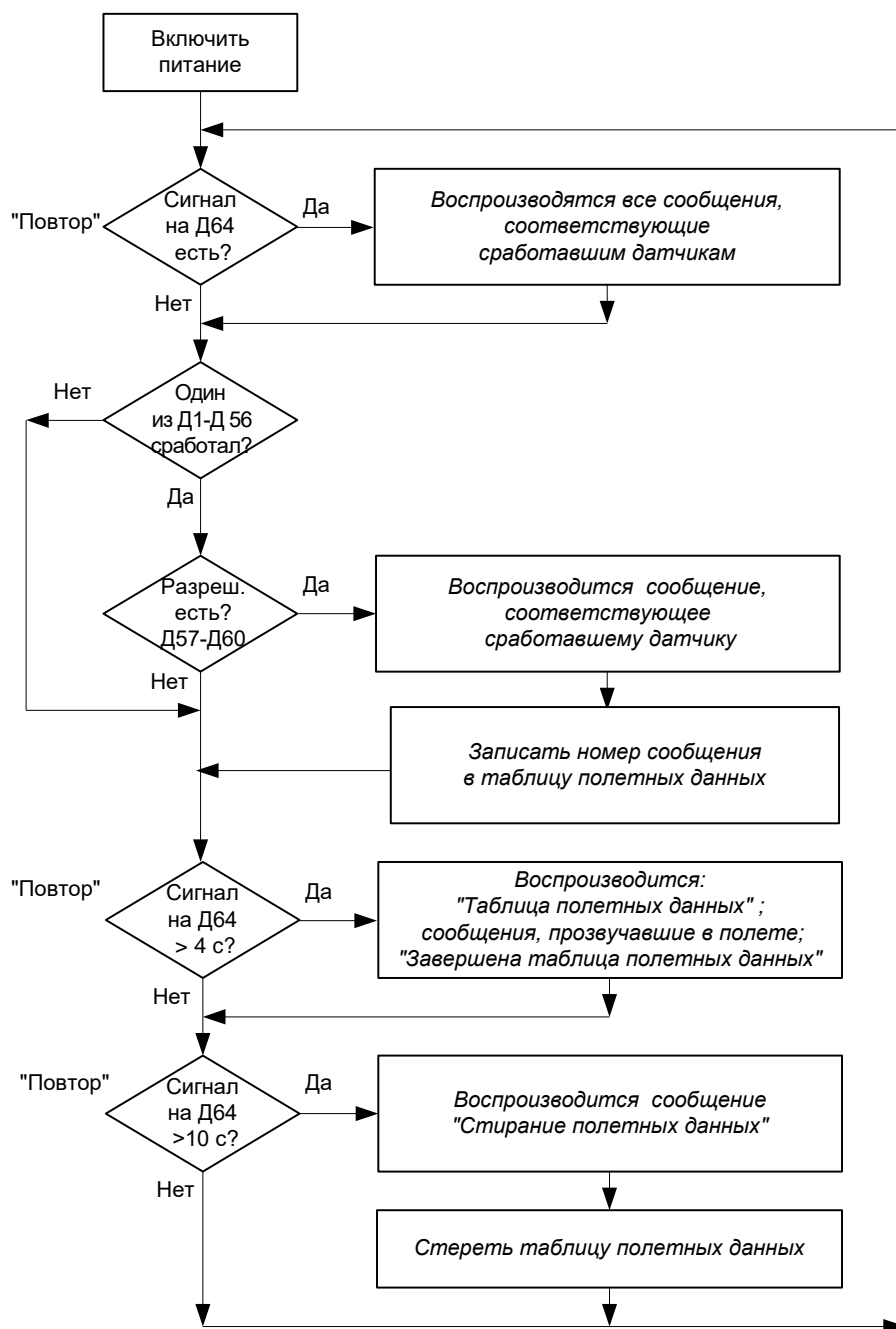 Включить
питание
"Повтор"
Сигнал
на Д64
есть?
Да
Воспроизводятся все сообщения,
соответствующие
сработавшим датчикам
Нет
Нет
Один
из Д1-Д 56
сработал?
Да
Разреш.
есть?
Д57-Д60
Да
Воспроизводится сообщение,
соответствующее
сработавшему датчику
Нет
Записать номер сообщения
в таблицу полетных данных
"Повтор"
Сигнал
на Д64
> 4 с?
Да
Воспроизводится:
"Таблица полетных данных" ;
сообщения, прозвучавшие в полете;
"Завершена таблица полетных данных"
Нет
"Повтор"
Сигнал
на Д64
>10 с?
Да
Воспроизводится сообщение
"Стирание полетных данных"
Нет
Стереть таблицу полетных данных